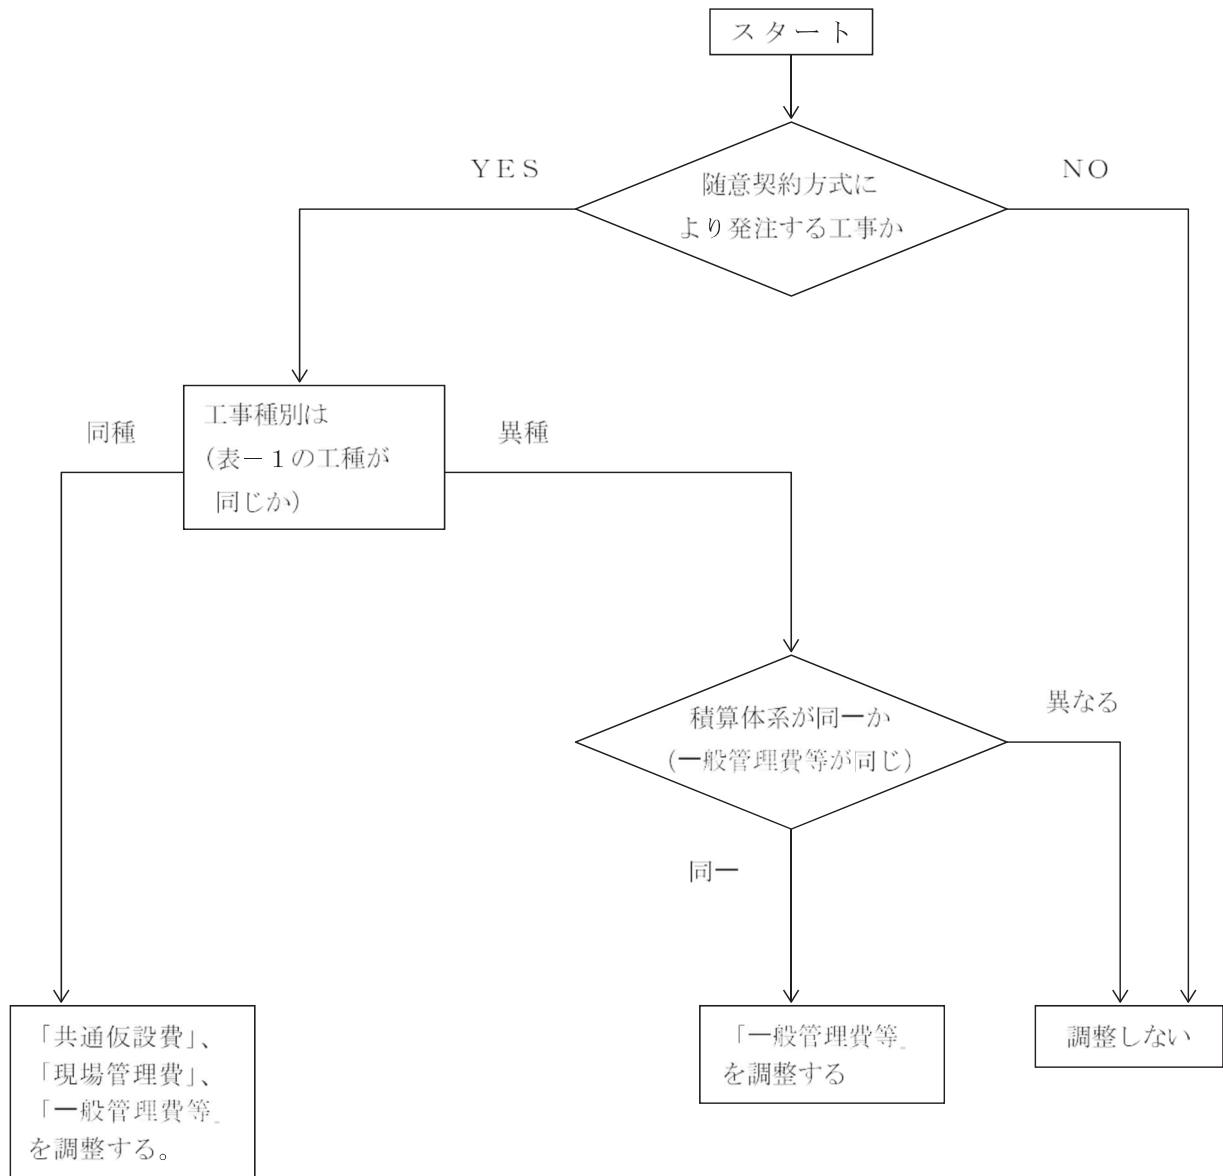 スタート
YES
NO
随意契約方式に
より発注する工事か
工事種別は
(表－１の工種が
同じか)
同種
異種
積算体系が同一か
(一般管理費等が同じ)
異なる
同一
「共通仮設費」、
「現場管理費」、
「一般管理費等」
を調整する。
「一般管理費等」
を調整する
調整しない